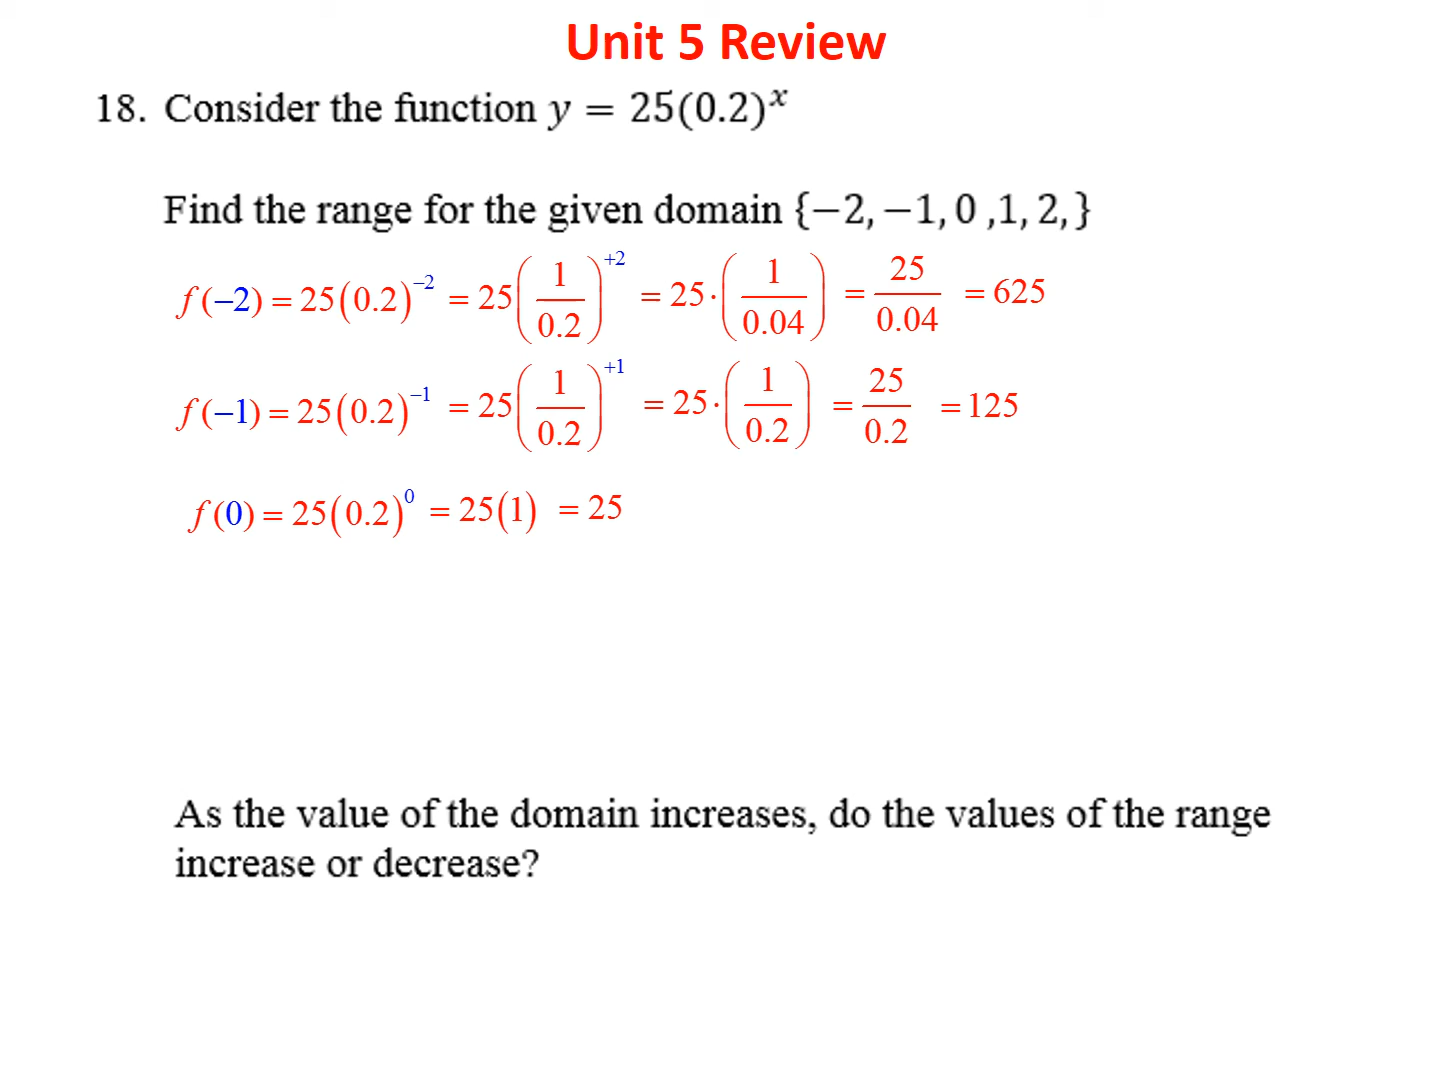 Unit 5 Review
18. Consider the function y = 25(0.2)^x
Find the range for the given domain {−2, −1, 0 ,1, 2, }
f(−2) = 25(0.2)^−2 = 25(1/0.2)^+2 = 25·(1/0.04) = 25/0.04 = 625
f(−1) = 25(0.2)^−1 = 25(1/0.2)^+1 = 25·(1/0.2) = 25/0.2 = 125
f(0) = 25(0.2)^0 = 25(1) = 25
As the value of the domain increases, do the values of the range
increase or decrease?